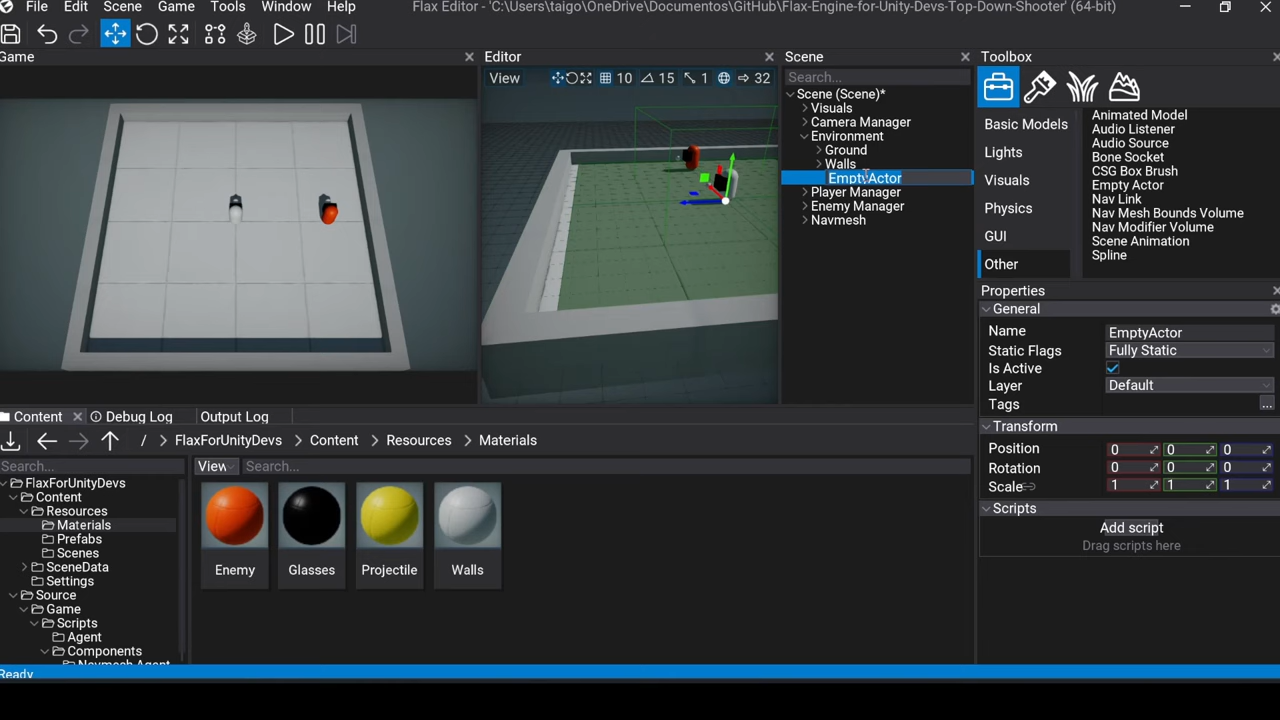 File Edit Scene Game Tools Window Help Flax Editor - 'C:\Users\taigo\OneDrive\Documentos\GitHub\Flax-Engine-for-Unity-Devs-Top-Down-Shooter' (64-bit)
Game
Editor
Scene
Toolbox
View 10 15 1 32
Search...
Scene (Scene)*
Visuals
Camera Manager
Environment
Ground
Walls
EmptyActor
Player Manager
Enemy Manager
Navmesh
Basic Models
Lights
Visuals
Physics
GUI
Other
Animated Model
Audio Listener
Audio Source
Bone Socket
CSG Box Brush
Empty Actor
Nav Link
Nav Mesh Bounds Volume
Nav Modifier Volume
Scene Animation
Spline
Properties
General
Name EmptyActor
Static Flags Fully Static
Is Active
Layer Default
Tags ...
Transform
Position 0 0 0
Rotation 0 0 0
Scale 1 1 1
Scripts
Add script
Drag scripts here
Content Debug Log Output Log
/ FlaxForUnityDevs Content Resources Materials
Search...
View Search...
FlaxForUnityDevs
Content
Resources
Materials
Prefabs
Scenes
SceneData
Settings
Source
Game
Scripts
Agent
Components
Navmesh Agent
Enemy Glasses Projectile Walls
Ready